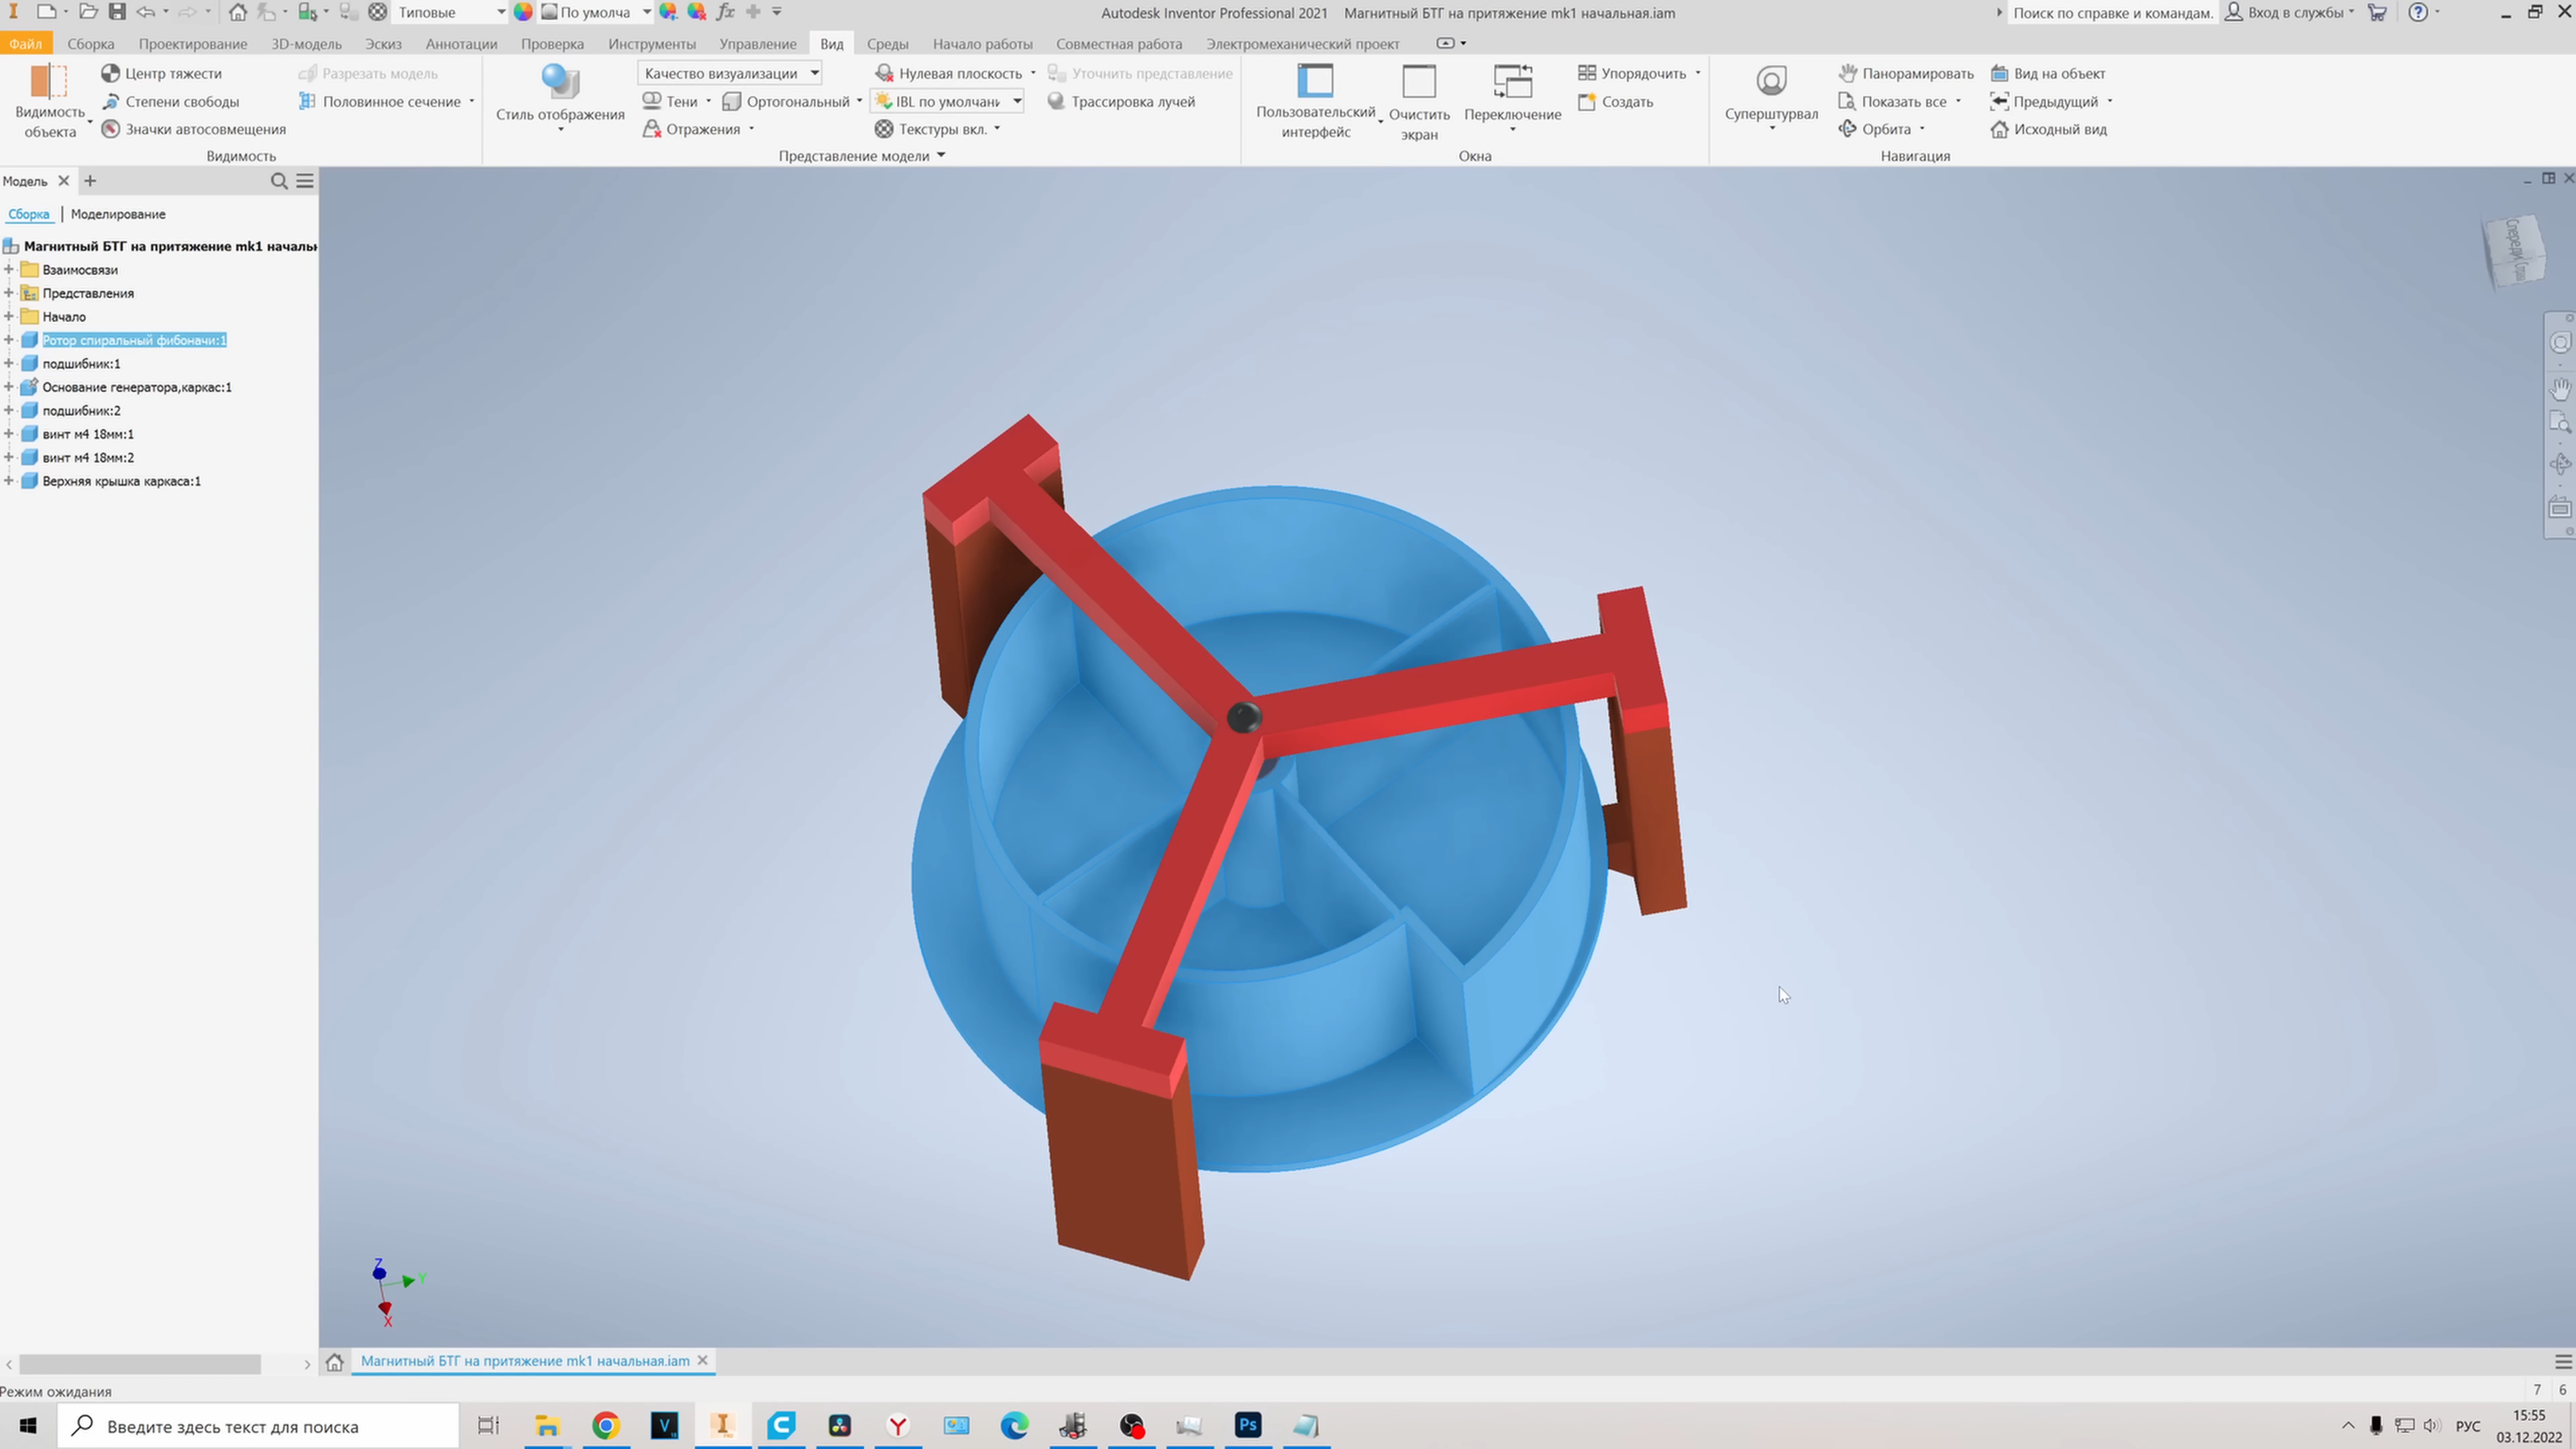 Типовые
По умолча
Autodesk Inventor Professional 2021 Магнитный БТГ на притяжение mk1 начальная.iam
Поиск по справке и командам.
Вход в службы
Файл Сборка Проектирование 3D-модель Эскиз Аннотации Проверка Инструменты Управление Вид Среды Начало работы Совместная работа Электромеханический проект
Видимость
объекта
Центр тяжести
Степени свободы
Значки автосовмещения
Разрезать модель
Половинное сечение
Видимость
Стиль отображения
Качество визуализации
Тени
Ортогональный
Отражения
Нулевая плоскость
IBL по умолчани
Текстуры вкл.
Уточнить представление
Трассировка лучей
Представление модели
Пользовательский
интерфейс
Очистить
экран
Переключение
Упорядочить
Создать
Окна
Суперштурвал
Панорамировать
Показать все
Орбита
Вид на объект
Предыдущий
Исходный вид
Навигация
Модель
Сборка | Моделирование
Магнитный БТГ на притяжение mk1 началь
Взаимосвязи
Представления
Начало
Ротор спиральный фибоначи:1
подшибник:1
Основание генератора,каркас:1
подшибник:2
винт м4 18мм:1
винт м4 18мм:2
Верхняя крышка каркаса:1
Спереди
Z
Y
X
Магнитный БТГ на притяжение mk1 начальная.iam
Режим ожидания
7 6
Введите здесь текст для поиска
V
I
Y
Ps
РУС
15:55
03.12.2022